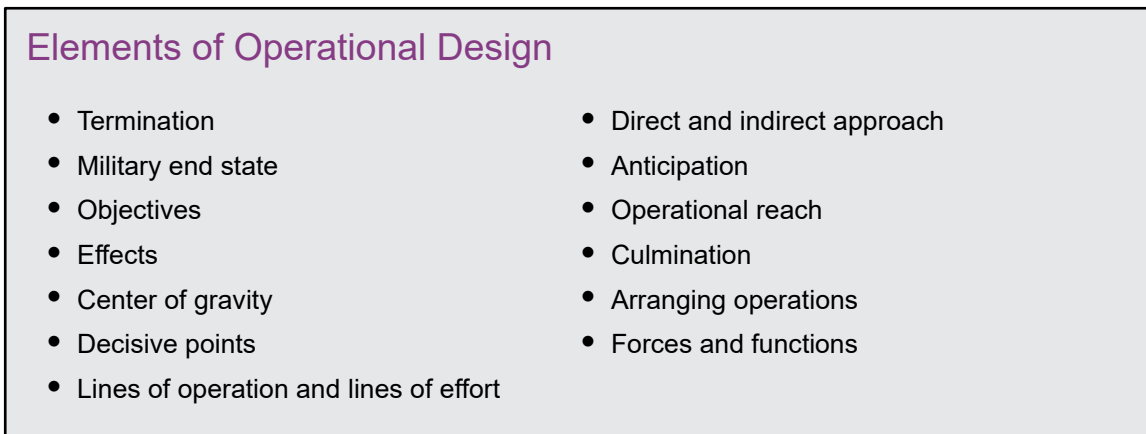 Elements of Operational Design
• Termination
• Military end state
• Objectives
• Effects
• Center of gravity
• Decisive points
• Lines of operation and lines of effort
• Direct and indirect approach
• Anticipation
• Operational reach
• Culmination
• Arranging operations
• Forces and functions